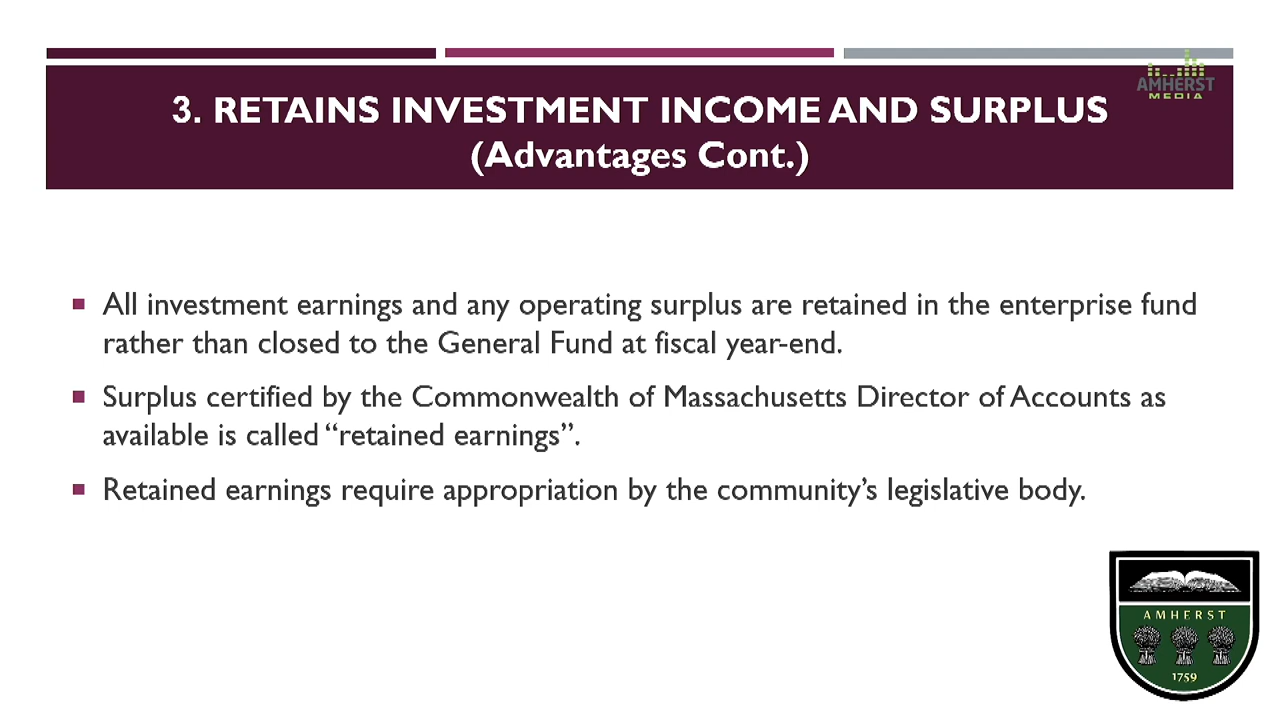 AMHERST
MEDIA
3. RETAINS INVESTMENT INCOME AND SURPLUS
(Advantages Cont.)
All investment earnings and any operating surplus are retained in the enterprise fund
rather than closed to the General Fund at fiscal year-end.
Surplus certified by the Commonwealth of Massachusetts Director of Accounts as
available is called “retained earnings”.
Retained earnings require appropriation by the community’s legislative body.
AMHERST
1759